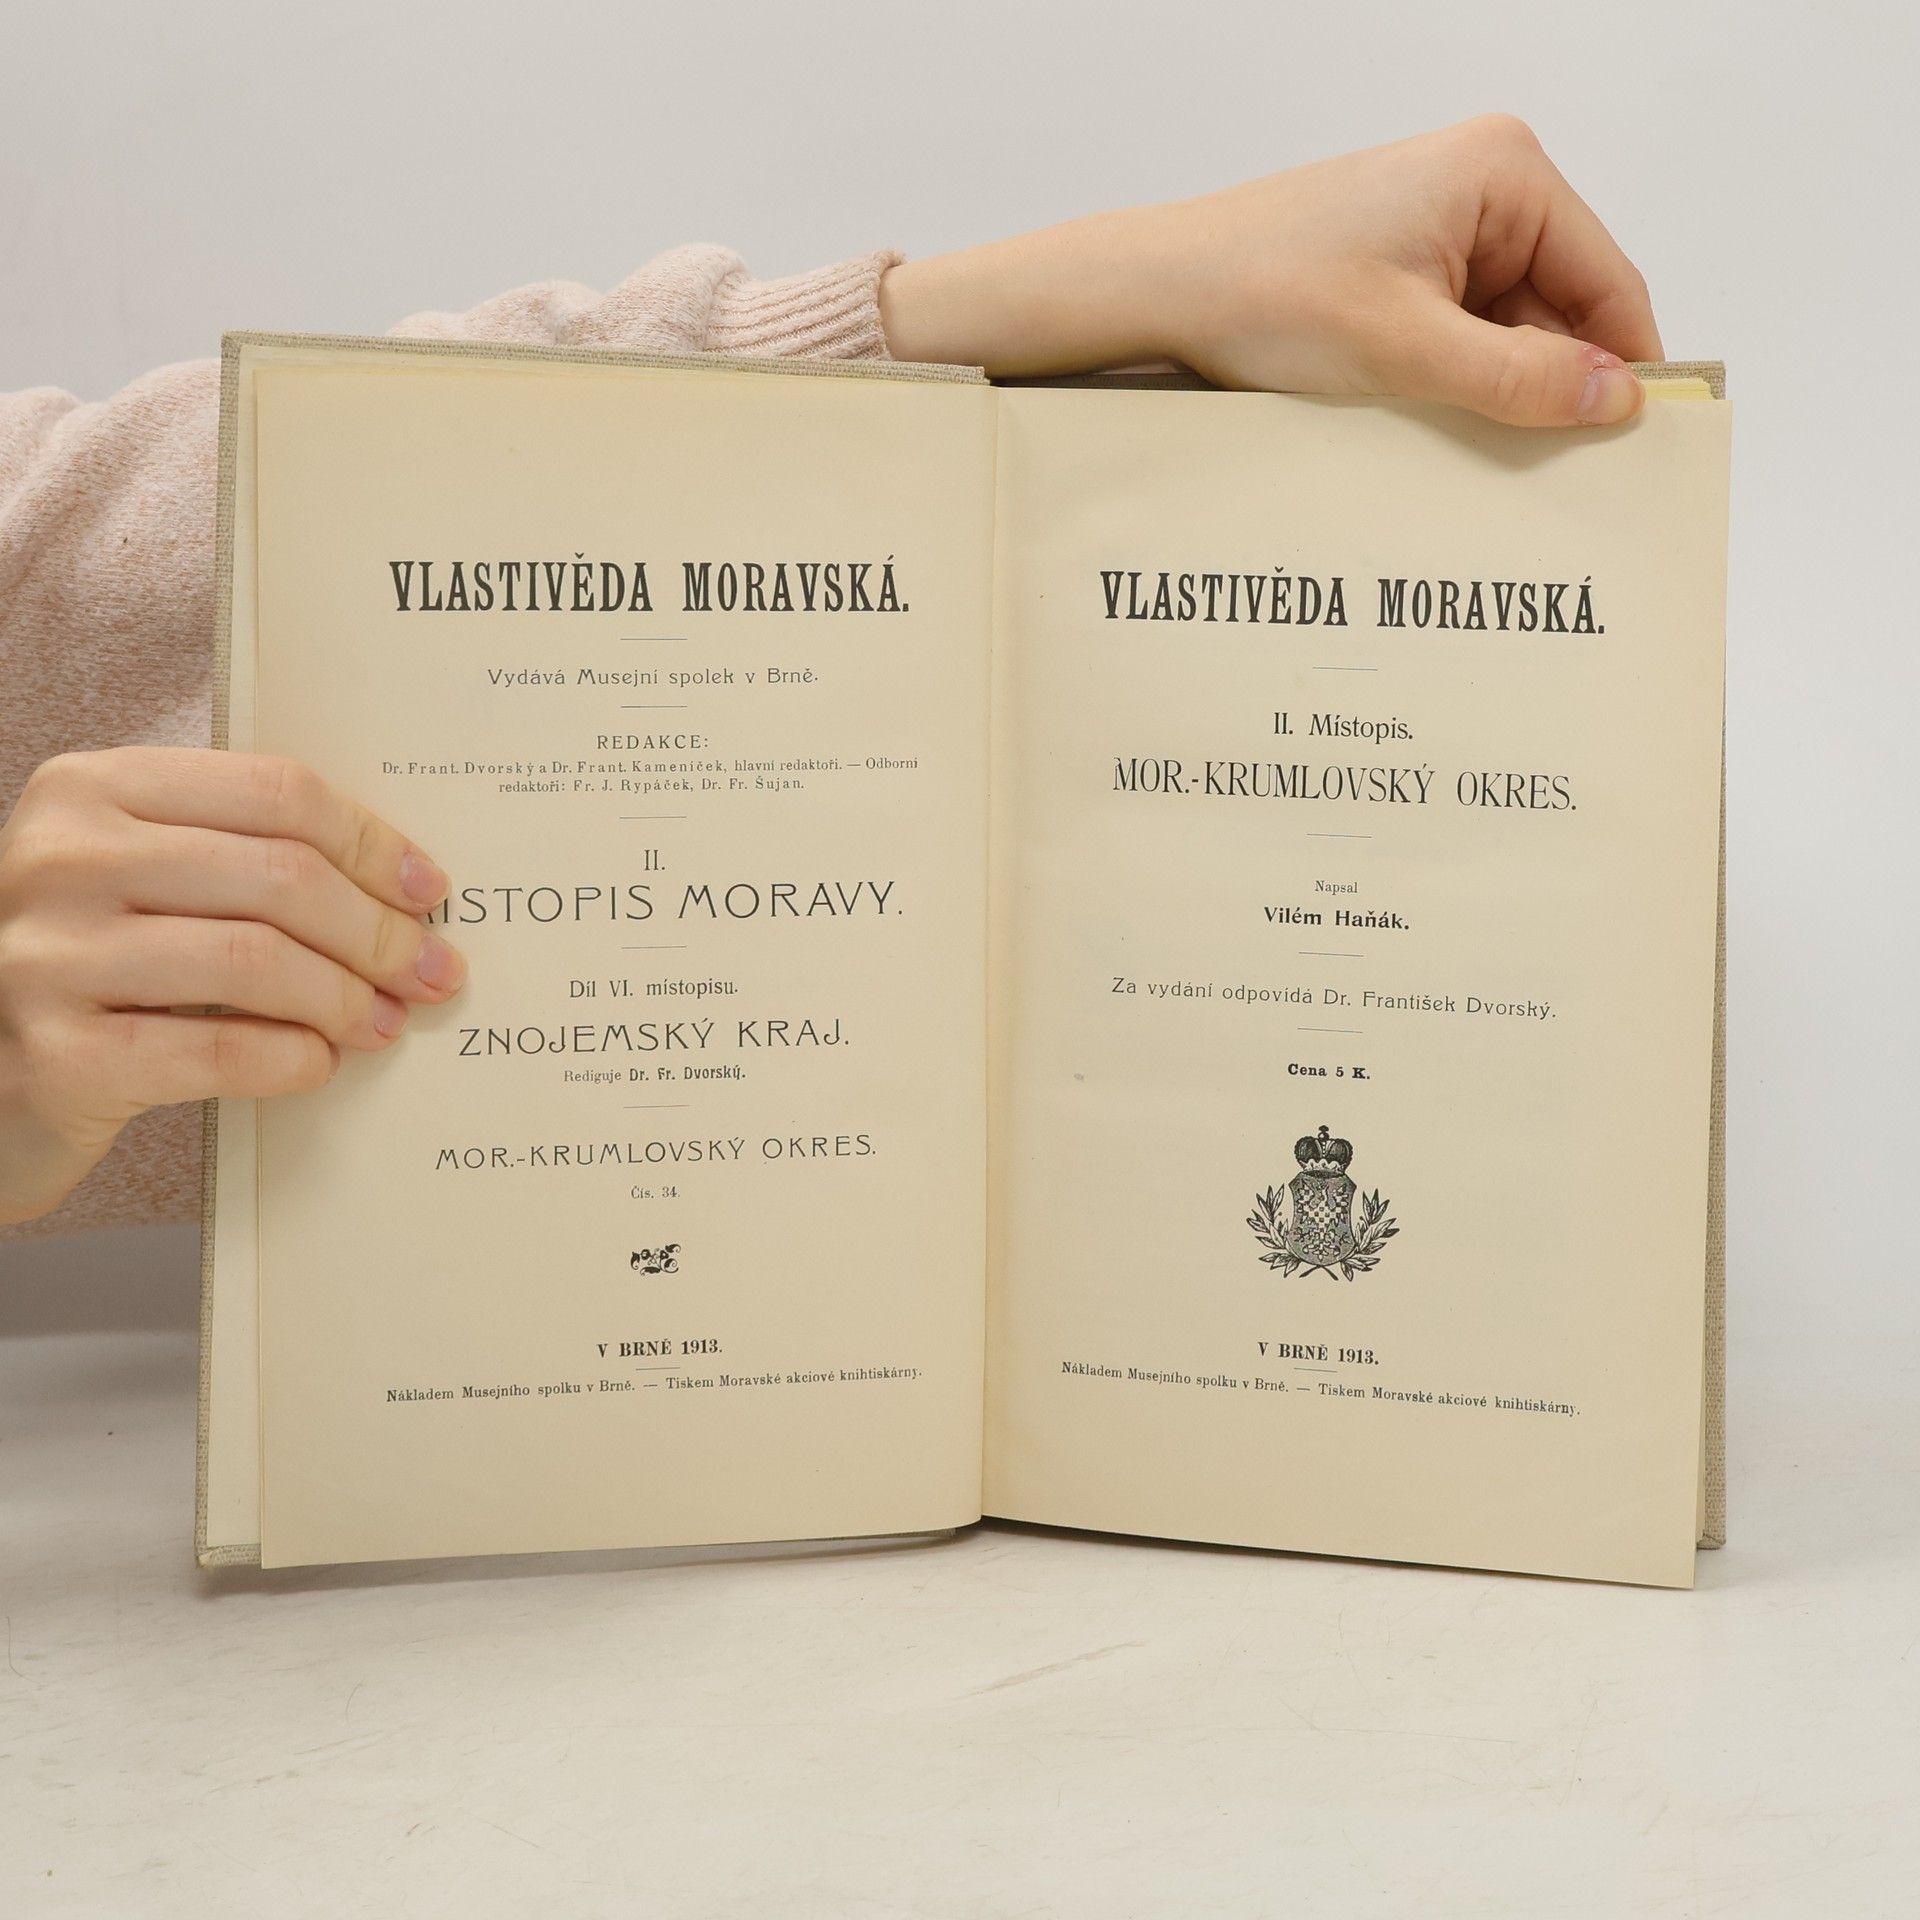 VLASTIVĚDA MORAVSKÁ.
Vydává Musejní spolek v Brně.
REDAKCE:
Dr. Frant. Dvorský a Dr. Frant. Kameníček, hlavní redaktoři. — Odborní
redaktoři: Fr. J. Rypáček, Dr. Fr. Šujan.
II.
MORAVY.
Díl VI. místopisu.
ZNOJEMSKÝ KRAJ.
Rediguje Dr. Fr. Dvorský.
MOR.-KRUMLOVSKÝ OKRES.
Čís. 34.
V BRNĚ 1913.
Nákladem Musejního spolku v Brně. — Tiskem Moravské akciové knihtiskárny.
VLASTIVĚDA MORAVSKÁ.
II. Místopis.
MOR.-KRUMLOVSKÝ OKRES.
Napsal
Vilém Haňák.
Za vydání odpovídá Dr. František Dvorský.
Cena 5 K.
V BRNĚ 1913.
Nákladem Musejního spolku v Brně. — Tiskem Moravské akciové knihtiskárny.